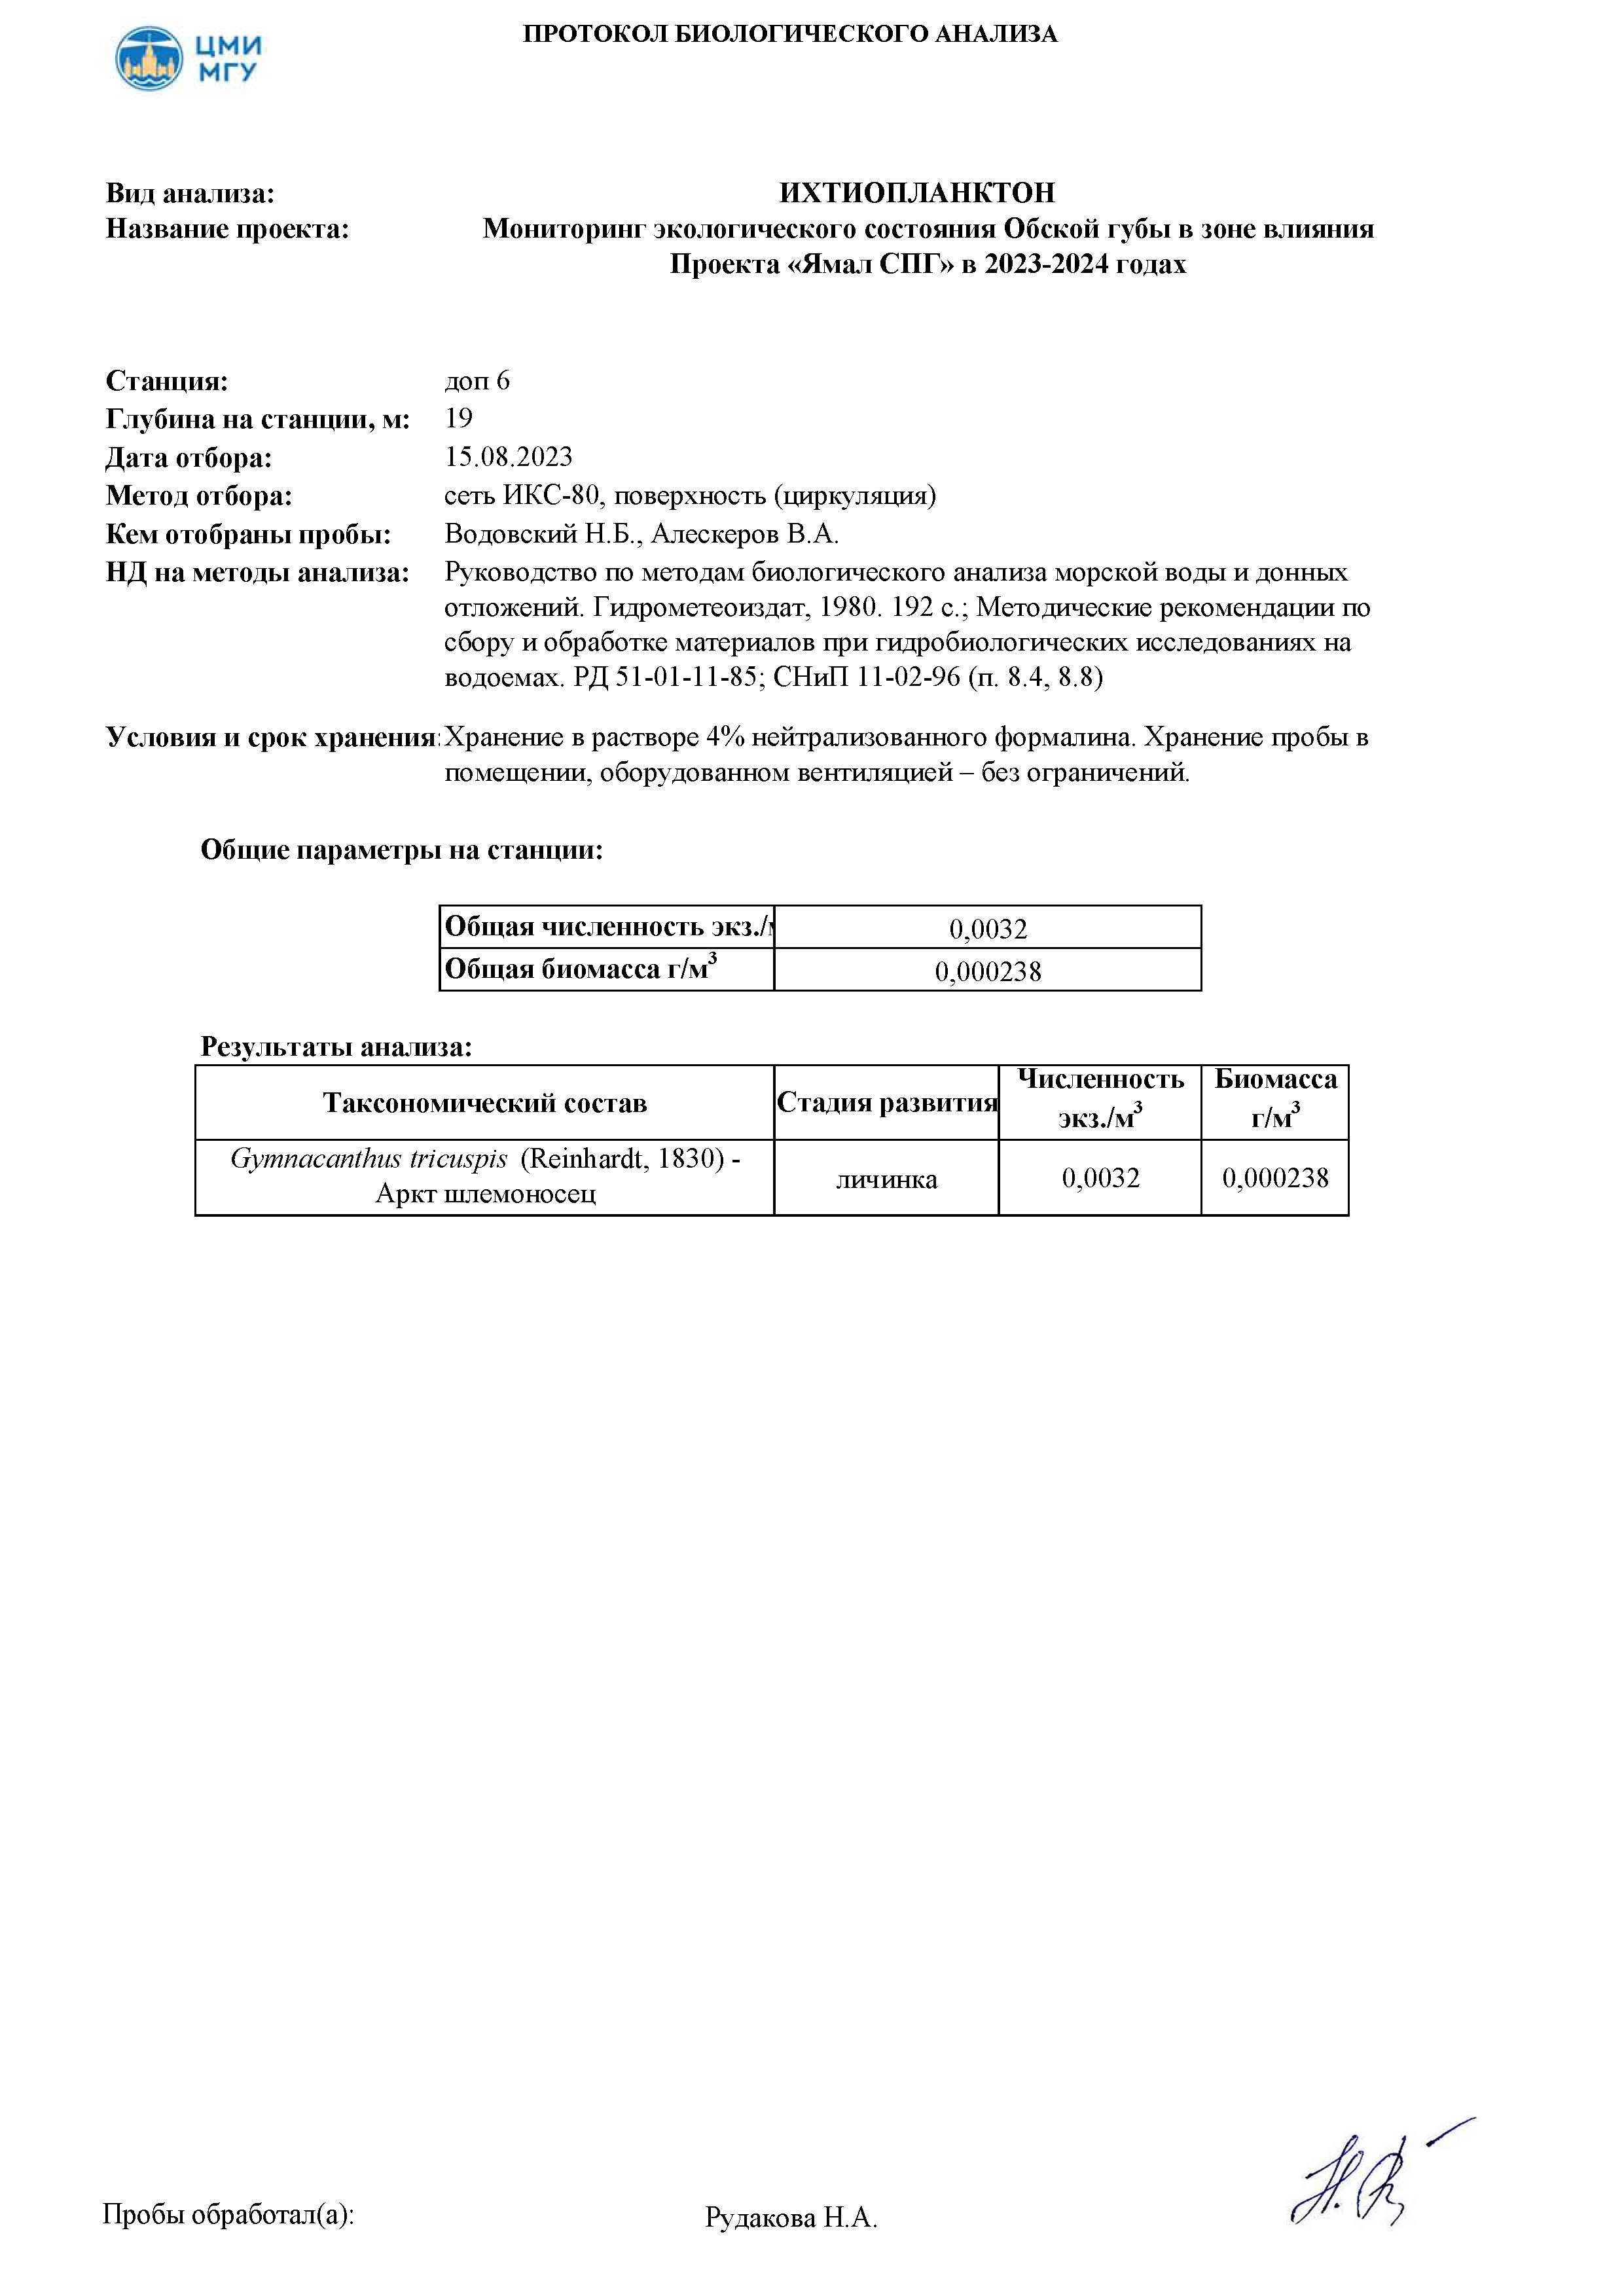 ЦМИ
МГУ
ПРОТОКОЛ БИОЛОГИЧЕСКОГО АНАЛИЗА
Вид анализа: ИХТИОПЛАНКТОН
Название проекта: Мониторинг экологического состояния Обской губы в зоне влияния
Проекта «Ямал СПГ» в 2023-2024 годах
Станция: доп 6
Глубина на станции, м: 19
Дата отбора: 15.08.2023
Метод отбора: сеть ИКС-80, поверхность (циркуляция)
Кем отобраны пробы: Водовский Н.Б., Алескеров В.А.
НД на методы анализа: Руководство по методам биологического анализа морской воды и донных
отложений. Гидрометеоиздат, 1980. 192 с.; Методические рекомендации по
сбору и обработке материалов при гидробиологических исследованиях на
водоемах. РД 51-01-11-85; СНиП 11-02-96 (п. 8.4, 8.8)
Условия и срок хранения: Хранение в растворе 4% нейтрализованного формалина. Хранение пробы в
помещении, оборудованном вентиляцией – без ограничений.
Общие параметры на станции:
Общая численность экз./м 0,0032
Общая биомасса г/м³ 0,000238
Результаты анализа:
Таксономический состав Стадия развития Численность экз./м³ Биомасса г/м³
Gymnacanthus tricuspis (Reinhardt, 1830) -
Аркт шлемоносец личинка 0,0032 0,000238
Пробы обработал(а): Рудакова Н.А.